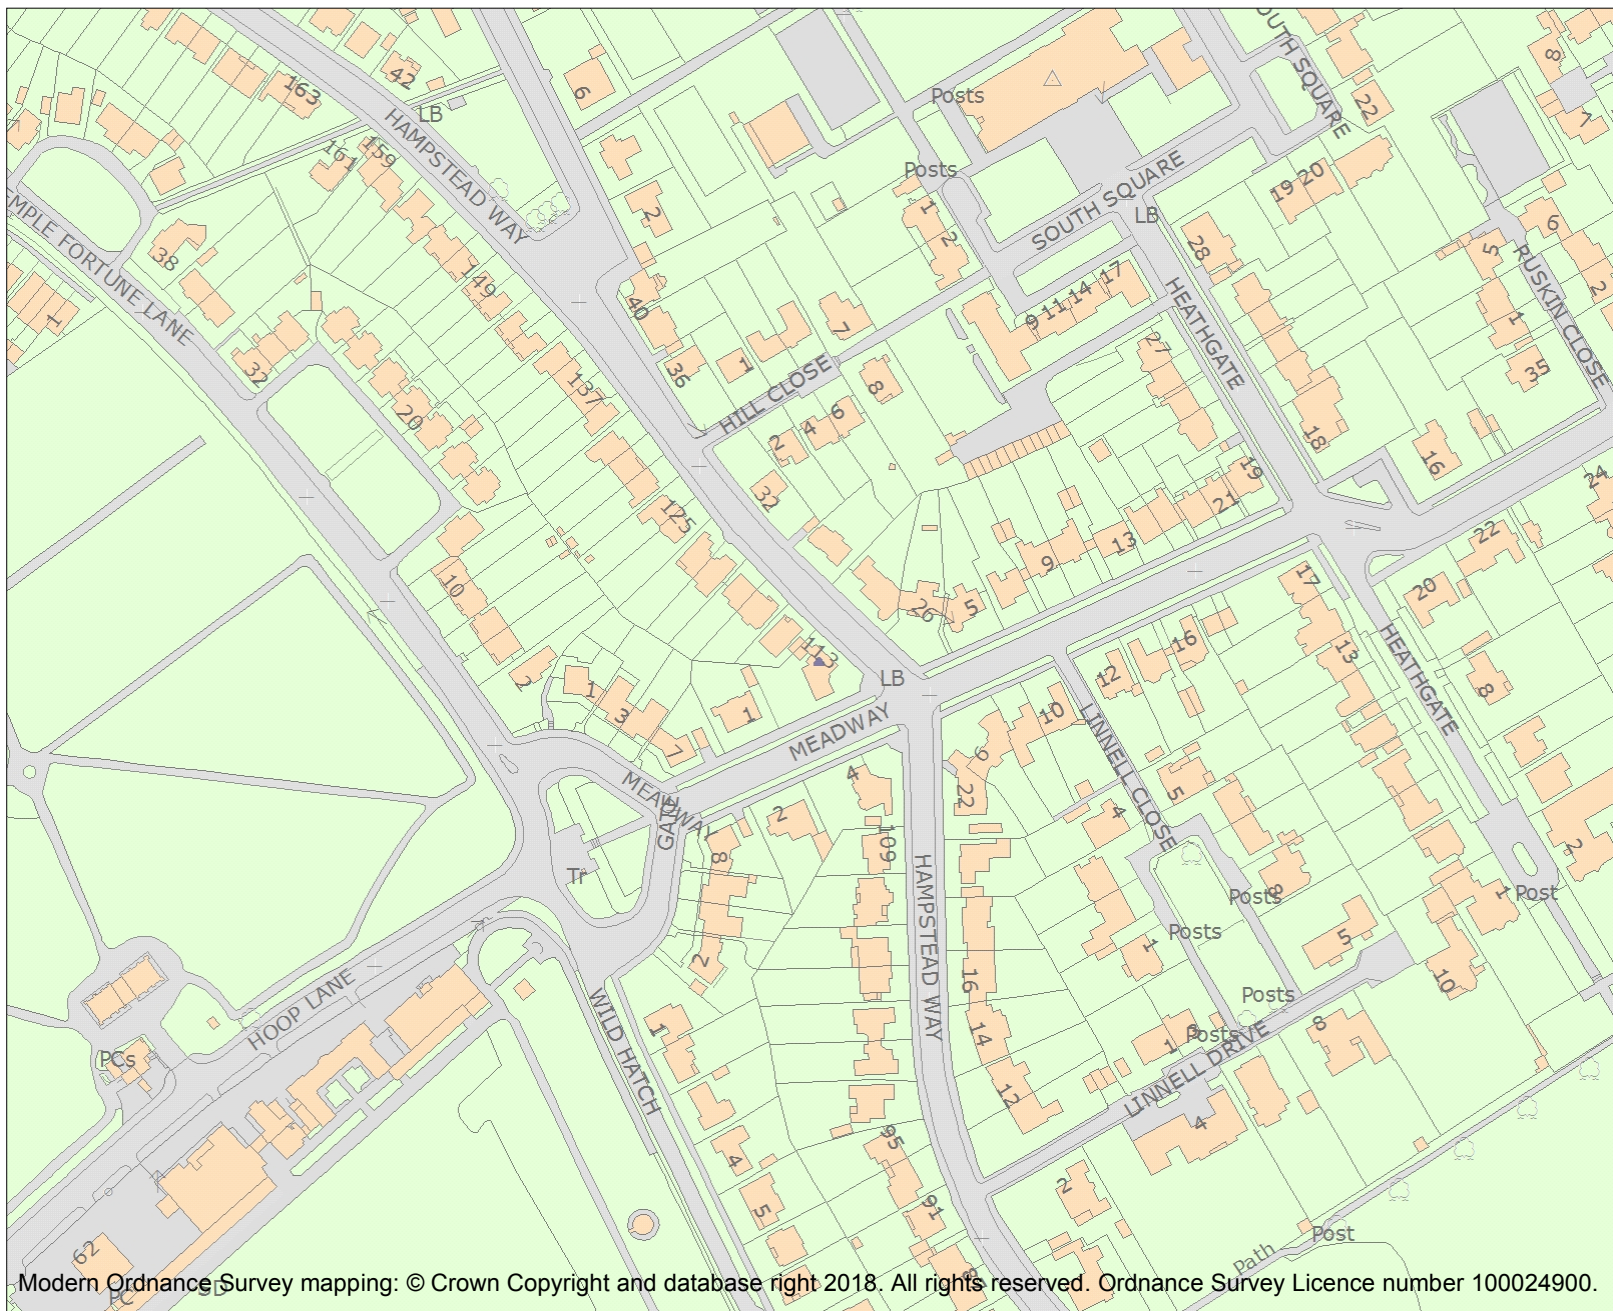 SOUTH SQUARE
8
7
22
163
42
6
LB
Posts
HAMPSTEAD WAY
161
159
Posts
SOUTH SQUARE
19 20
LB
TEMPLE FORTUNE LANE
38
2
1
2
28
6
5
RUSKIN CLOSE
2
1
149
40
9 11 14 17
HEATHGATE
1
35
1
32
137
36
1
7
HILL CLOSE
8
27
20
2
4
6
18
16
32
19
21
24
125
13
22
10
9
26
5
17
20
113
LB
12
16
13
HEATHGATE
8
2
1
3
7
1
MEADWAY
10
LINNELL CLOSE
6
22
5
4
MEADWAY
GATE
4
2
8
109
2
Tr
HAMPSTEAD WAY
Posts
Posts
1
5
1
Post
2
16
10
HOOP LANE
WILD HATCH
1
Posts
Posts
PCs
14
1
LINNELL DRIVE
8
12
4
95
4
5
2
91
Post
Path
62
Modern Ordnance Survey mapping: © Crown Copyright and database right 2018. All rights reserved. Ordnance Survey Licence number 100024900.
PC
SD